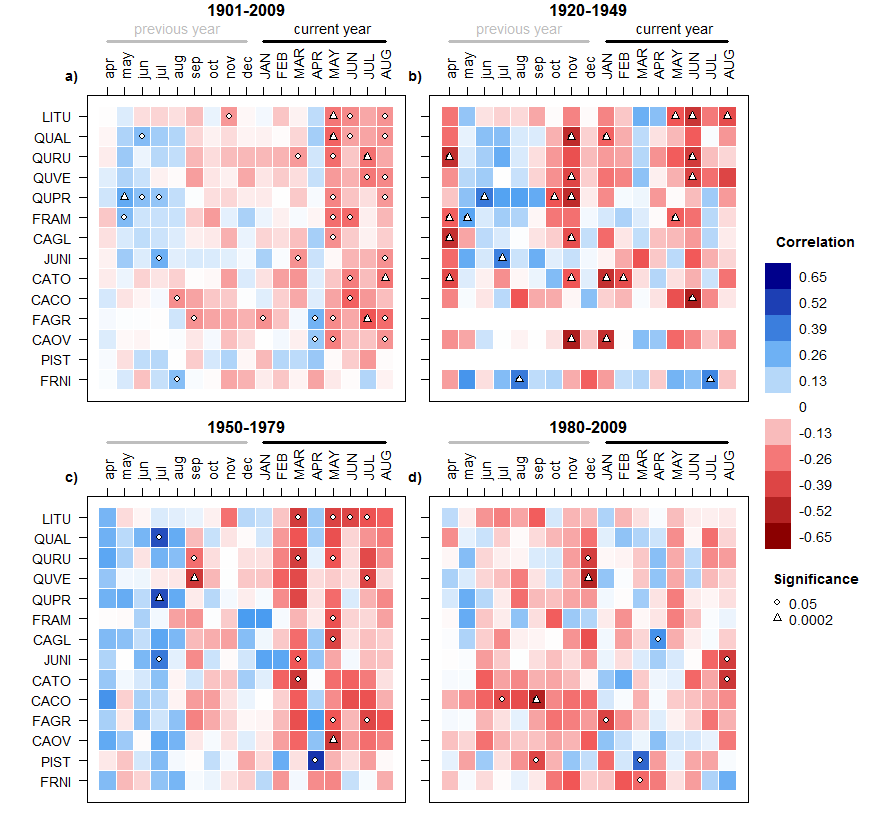 1901-2009
previous year current year
a) apr may jun jul aug sep oct nov dec JAN FEB MAR APR MAY JUN JUL AUG
LITU
QUAL
QURU
QUVE
QUPR
FRAM
CAGL
JUNI
CATO
CACO
FAGR
CAOV
PIST
FRNI
1920-1949
previous year current year
b) apr may jun jul aug sep oct nov dec JAN FEB MAR APR MAY JUN JUL AUG
1950-1979
c) apr may jun jul aug sep oct nov dec JAN FEB MAR APR MAY JUN JUL AUG
LITU
QUAL
QURU
QUVE
QUPR
FRAM
CAGL
JUNI
CATO
CACO
FAGR
CAOV
PIST
FRNI
1980-2009
d) apr may jun jul aug sep oct nov dec JAN FEB MAR APR MAY JUN JUL AUG
Correlation
0.65
0.52
0.39
0.26
0.13
0
-0.13
-0.26
-0.39
-0.52
-0.65
Significance
0.05
0.0002